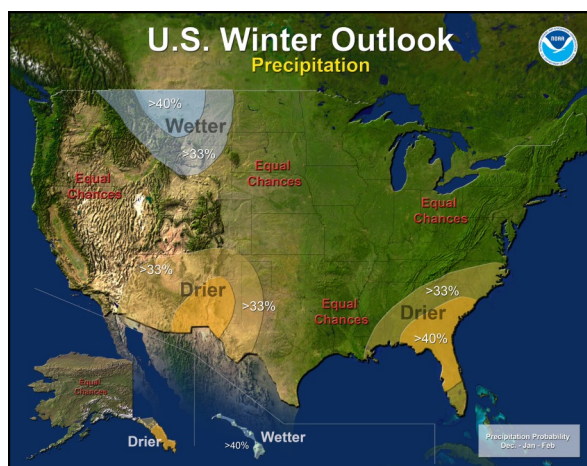 U.S. Winter Outlook
Precipitation
NOAA
>40%
Wetter
>33%
Equal
Chances
Equal
Chances
Equal
Chances
>33%
Drier
>33%
Equal
Chances
>33%
Drier
>40%
Equal
Chances
Drier
>40%
Wetter
Precipitation Probability
Dec. - Jan - Feb